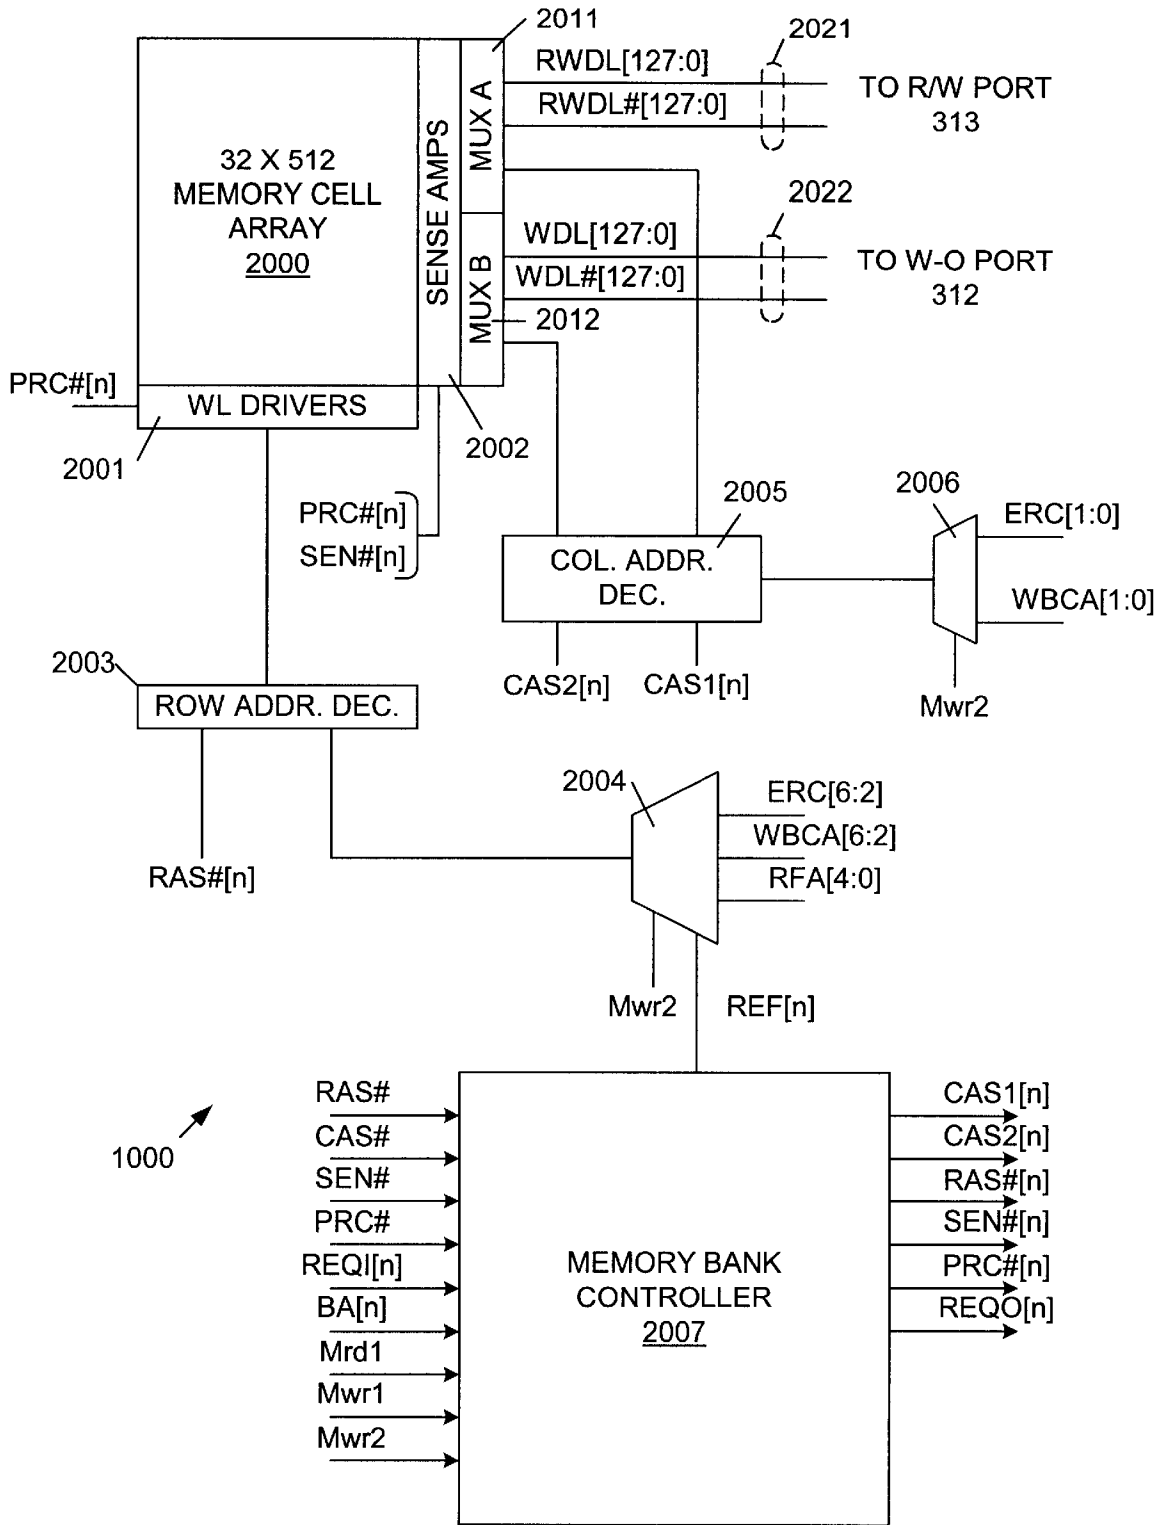 2011
2021
RWDL[127:0]
RWDL#[127:0]
TO R/W PORT
313
MUX A
SENSE AMPS
32 X 512
MEMORY CELL
ARRAY
2000
2022
WDL[127:0]
WDL#[127:0]
TO W-O PORT
312
MUX B
2012
PRC#[n]
WL DRIVERS
2001
2002
PRC#[n]
SEN#[n]
2005
2006
ERC[1:0]
COL. ADDR.
DEC.
WBCA[1:0]
CAS2[n]
CAS1[n]
Mwr2
2003
ROW ADDR. DEC.
2004
ERC[6:2]
WBCA[6:2]
RFA[4:0]
RAS#[n]
Mwr2
REF[n]
1000
RAS#
CAS#
SEN#
PRC#
REQI[n]
BA[n]
Mrd1
Mwr1
Mwr2
MEMORY BANK
CONTROLLER
2007
CAS1[n]
CAS2[n]
RAS#[n]
SEN#[n]
PRC#[n]
REQO[n]